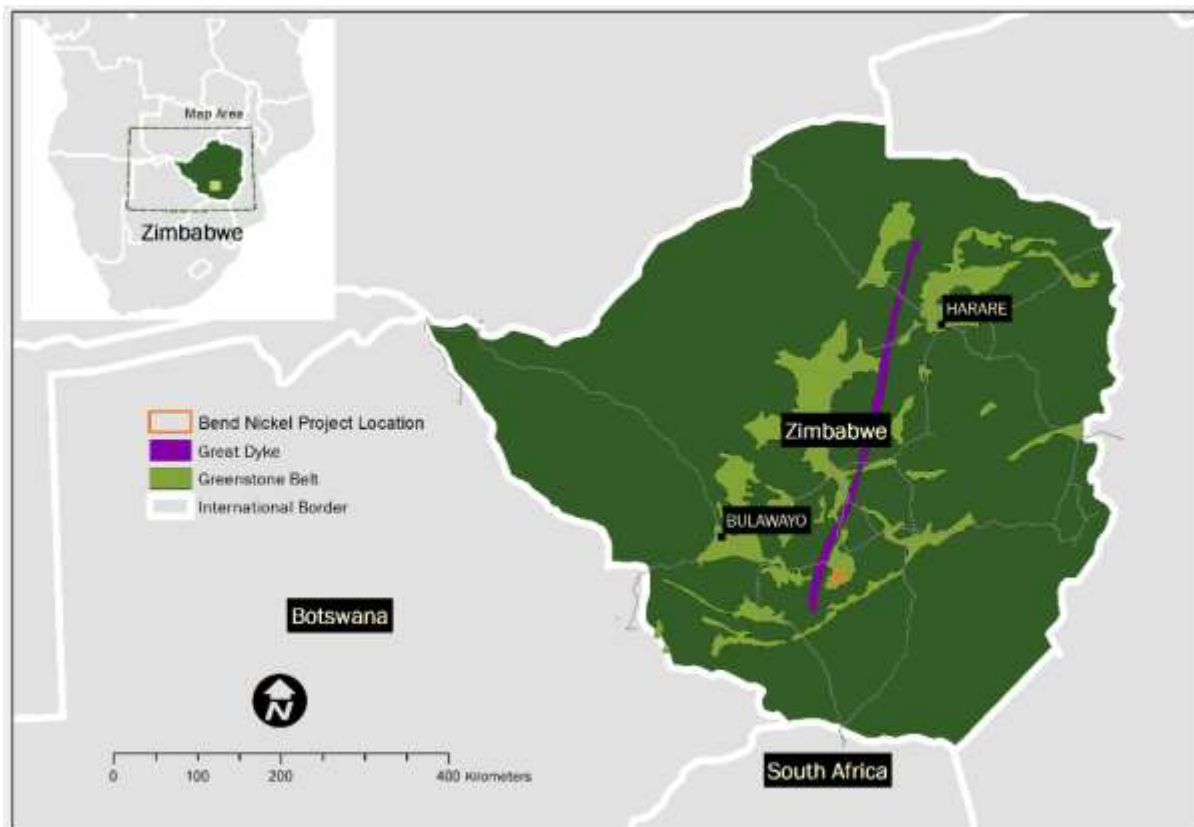 Map Area
Zimbabwe
HARARE
Zimbabwe
Bend Nickel Project Location
Great Dyke
Greenstone Belt
International Border
BULAWAYO
Botswana
N
0 100 200 400 Kilometers
South Africa